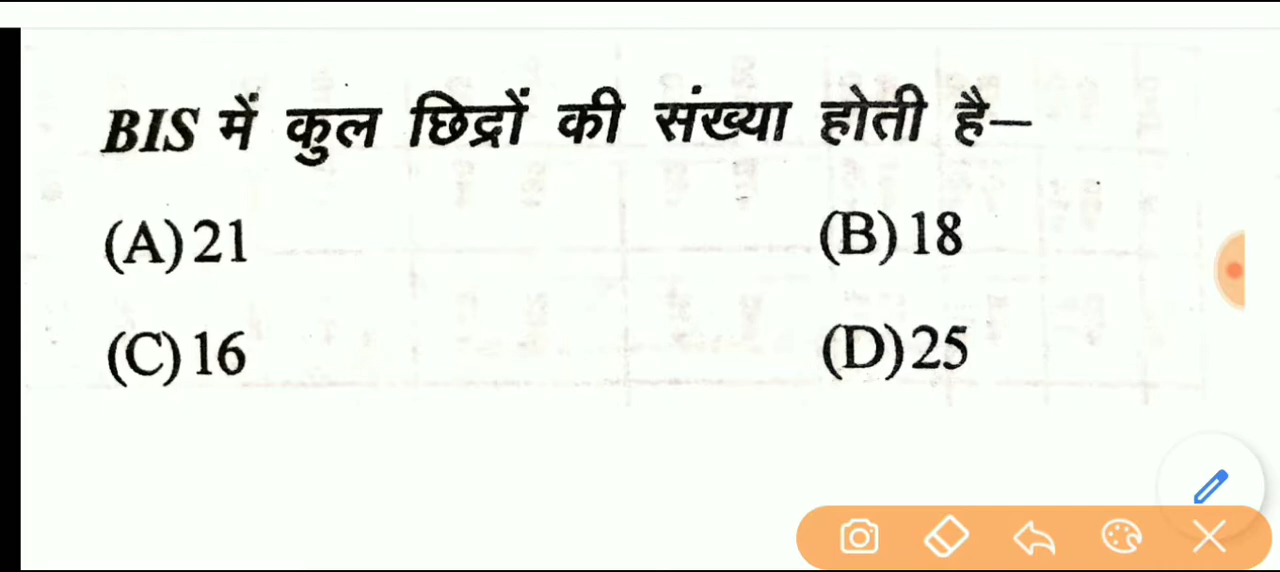 BIS में कुल छिद्रों की संख्या होती है–
(A) 21 (B) 18
(C) 16 (D) 25